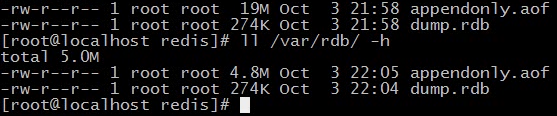 -rw-r--r-- 1 root root 19M Oct 3 21:58 appendonly.aof
-rw-r--r-- 1 root root 274K Oct 3 21:58 dump.rdb
[root@localhost redis]# ll /var/rdb/ -h
total 5.0M
-rw-r--r-- 1 root root 4.8M Oct 3 22:05 appendonly.aof
-rw-r--r-- 1 root root 274K Oct 3 22:04 dump.rdb
[root@localhost redis]#